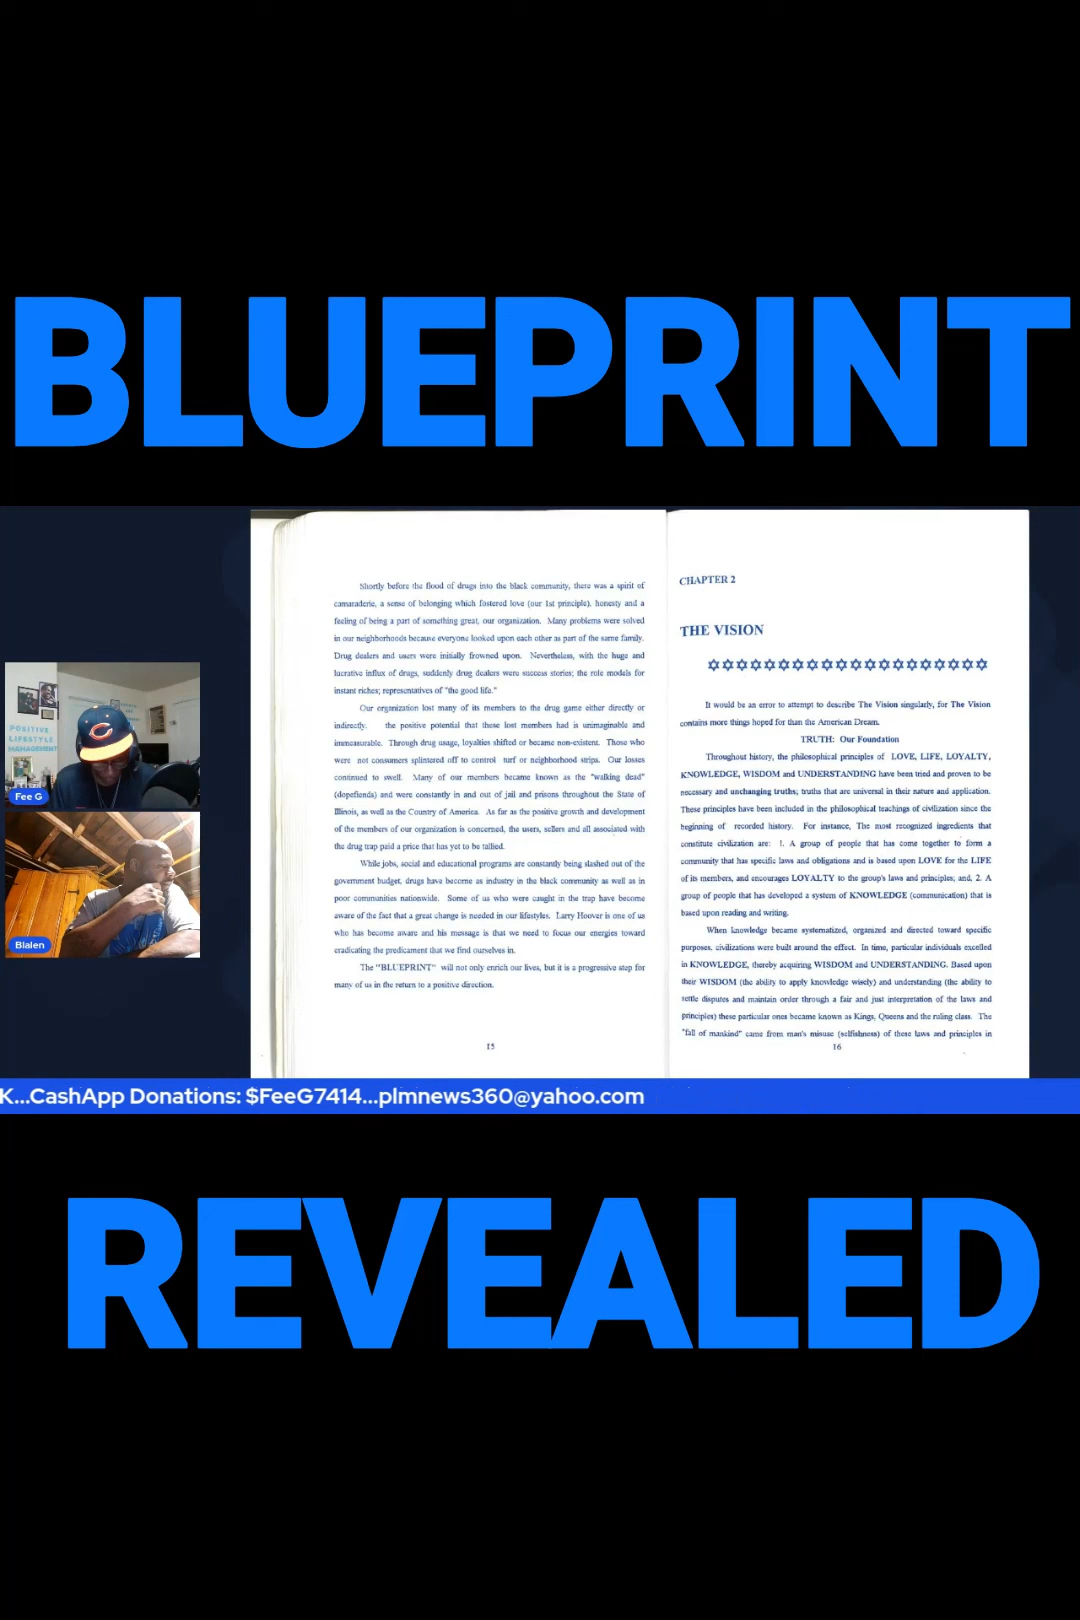 BLUEPRINT
Shortly before the flood of drugs into the black community, there was a spirit of
camaraderie, a sense of belonging which fostered love (our 1st principle), honesty and a
feeling of being a part of something great, our organization. Many problems were solved
in our neighborhoods because everyone looked upon each other as part of the same family.
Drug dealers and users were initially frowned upon. Nevertheless, with the huge and
lucrative influx of drugs, suddenly drug dealers were success stories; the role models for
instant riches; representatives of "the good life."
Our organization lost many of its members to the drug game either directly or
indirectly. the positive potential that these lost members had is unimaginable and
immeasurable. Through drug usage, loyalties shifted or became non-existent. Those who
were not consumers splintered off to control turf or neighborhood strips. Our losses
continued to swell. Many of our members became known as the "walking dead"
(dopefiends) and were constantly in and out of jail and prisons throughout the State of
Illinois, as well as the Country of America. As far as the positive growth and development
of the members of our organization is concerned, the users, sellers and all associated with
the drug trap paid a price that has yet to be tallied.
While jobs, social and educational programs are constantly being slashed out of the
government budget, drugs have become as industry in the black community as well as in
poor communities nationwide. Some of us who were caught in the trap have become
aware of the fact that a great change is needed in our lifestyles. Larry Hoover is one of us
who has become aware and his message is that we need to focus our energies toward
eradicating the predicament that we find ourselves in.
The "BLUEPRINT" will not only enrich our lives, but it is a progressive step for
many of us in the return to a positive direction.
15
CHAPTER 2
THE VISION
✡✡✡✡✡✡✡✡✡✡✡✡✡✡✡✡✡✡✡✡
It would be an error to attempt to describe The Vision singularly, for The Vision
contains more things hoped for than the American Dream.
TRUTH: Our Foundation
Throughout history, the philosophical principles of LOVE, LIFE, LOYALTY,
KNOWLEDGE, WISDOM and UNDERSTANDING have been tried and proven to be
necessary and unchanging truths; truths that are universal in their nature and application.
These principles have been included in the philosophical teachings of civilization since the
beginning of recorded history. For instance, The most recognized ingredients that
constitute civilization are: 1. A group of people that has come together to form a
community that has specific laws and obligations and is based upon LOVE for the LIFE
of its members, and encourages LOYALTY to the group's laws and principles; and, 2. A
group of people that has developed a system of KNOWLEDGE (communication) that is
based upon reading and writing.
When knowledge became systematized, organized and directed toward specific
purposes, civilizations were built around the effect. In time, particular individuals excelled
in KNOWLEDGE, thereby acquiring WISDOM and UNDERSTANDING. Based upon
their WISDOM (the ability to apply knowledge wisely) and understanding (the ability to
settle disputes and maintain order through a fair and just interpretation of the laws and
principles) these particular ones became known as Kings, Queens and the ruling class. The
"fall of mankind" came from man's misuse (selfishness) of these laws and principles in
16
POSITIVE
LIFESTYLE
MANAGEMENT
Fee G
Blalen
K...CashApp Donations: $FeeG7414...plmnews360@yahoo.com
REVEALED